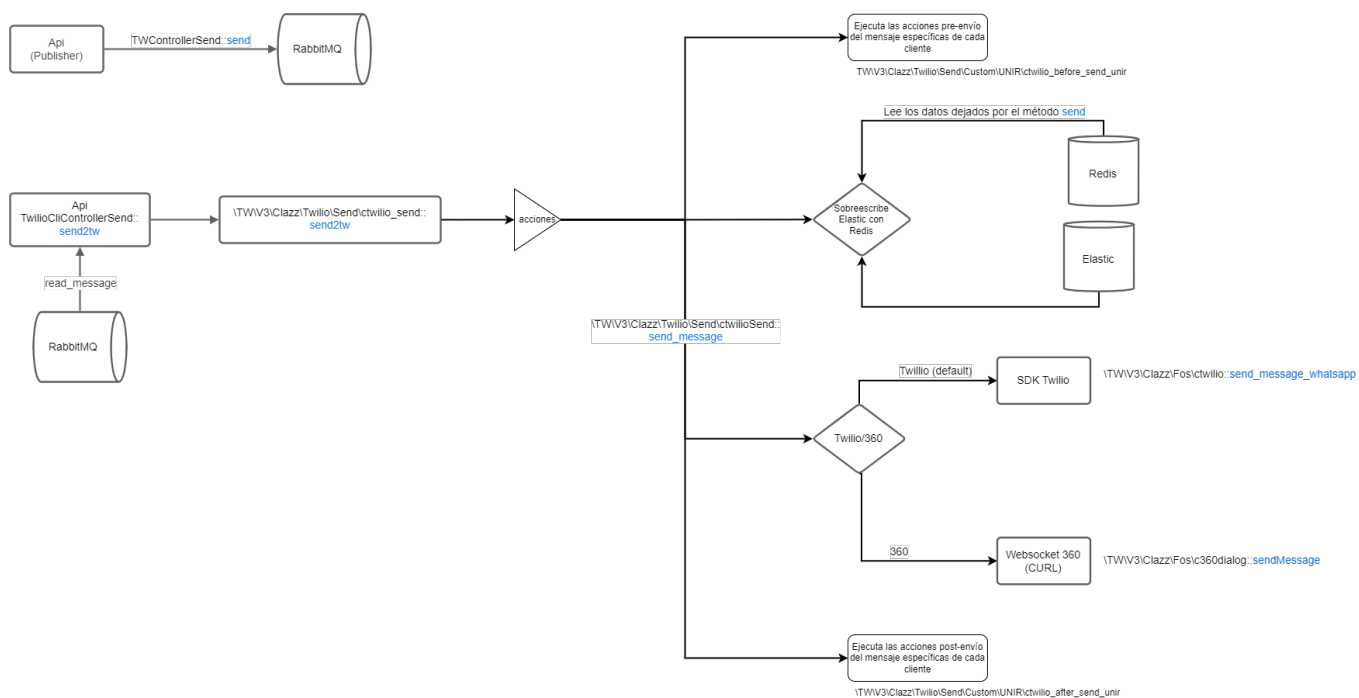 Ejecuta las acciones pre-envío
del mensaje específicas de cada
cliente
TW\V3\Clazz\Twilio\Send\Custom\UNIR\ctwilio_before_send_unir
Api
(Publisher)
TWControllerSend::send
RabbitMQ
Lee los datos dejados por el método send
Redis
Api
TwilioCliControllerSend::
send2tw
\TW\V3\Clazz\Twilio\Send\ctwilio_send::
send2tw
acciones
Sobreescribe
Elastic con
Redis
Elastic
read_message
RabbitMQ
\TW\V3\Clazz\Twilio\Send\ctwilioSend::
send_message
Twillio (default)
SDK Twilio
\TW\V3\Clazz\Fos\ctwilio::send_message_whatsapp
Twilio/360
360
Websocket 360
(CURL)
\TW\V3\Clazz\Fos\c360dialog::sendMessage
Ejecuta las acciones post-envío
del mensaje específicas de cada
cliente
\TW\V3\Clazz\Twilio\Send\Custom\UNIR\ctwilio_after_send_unir